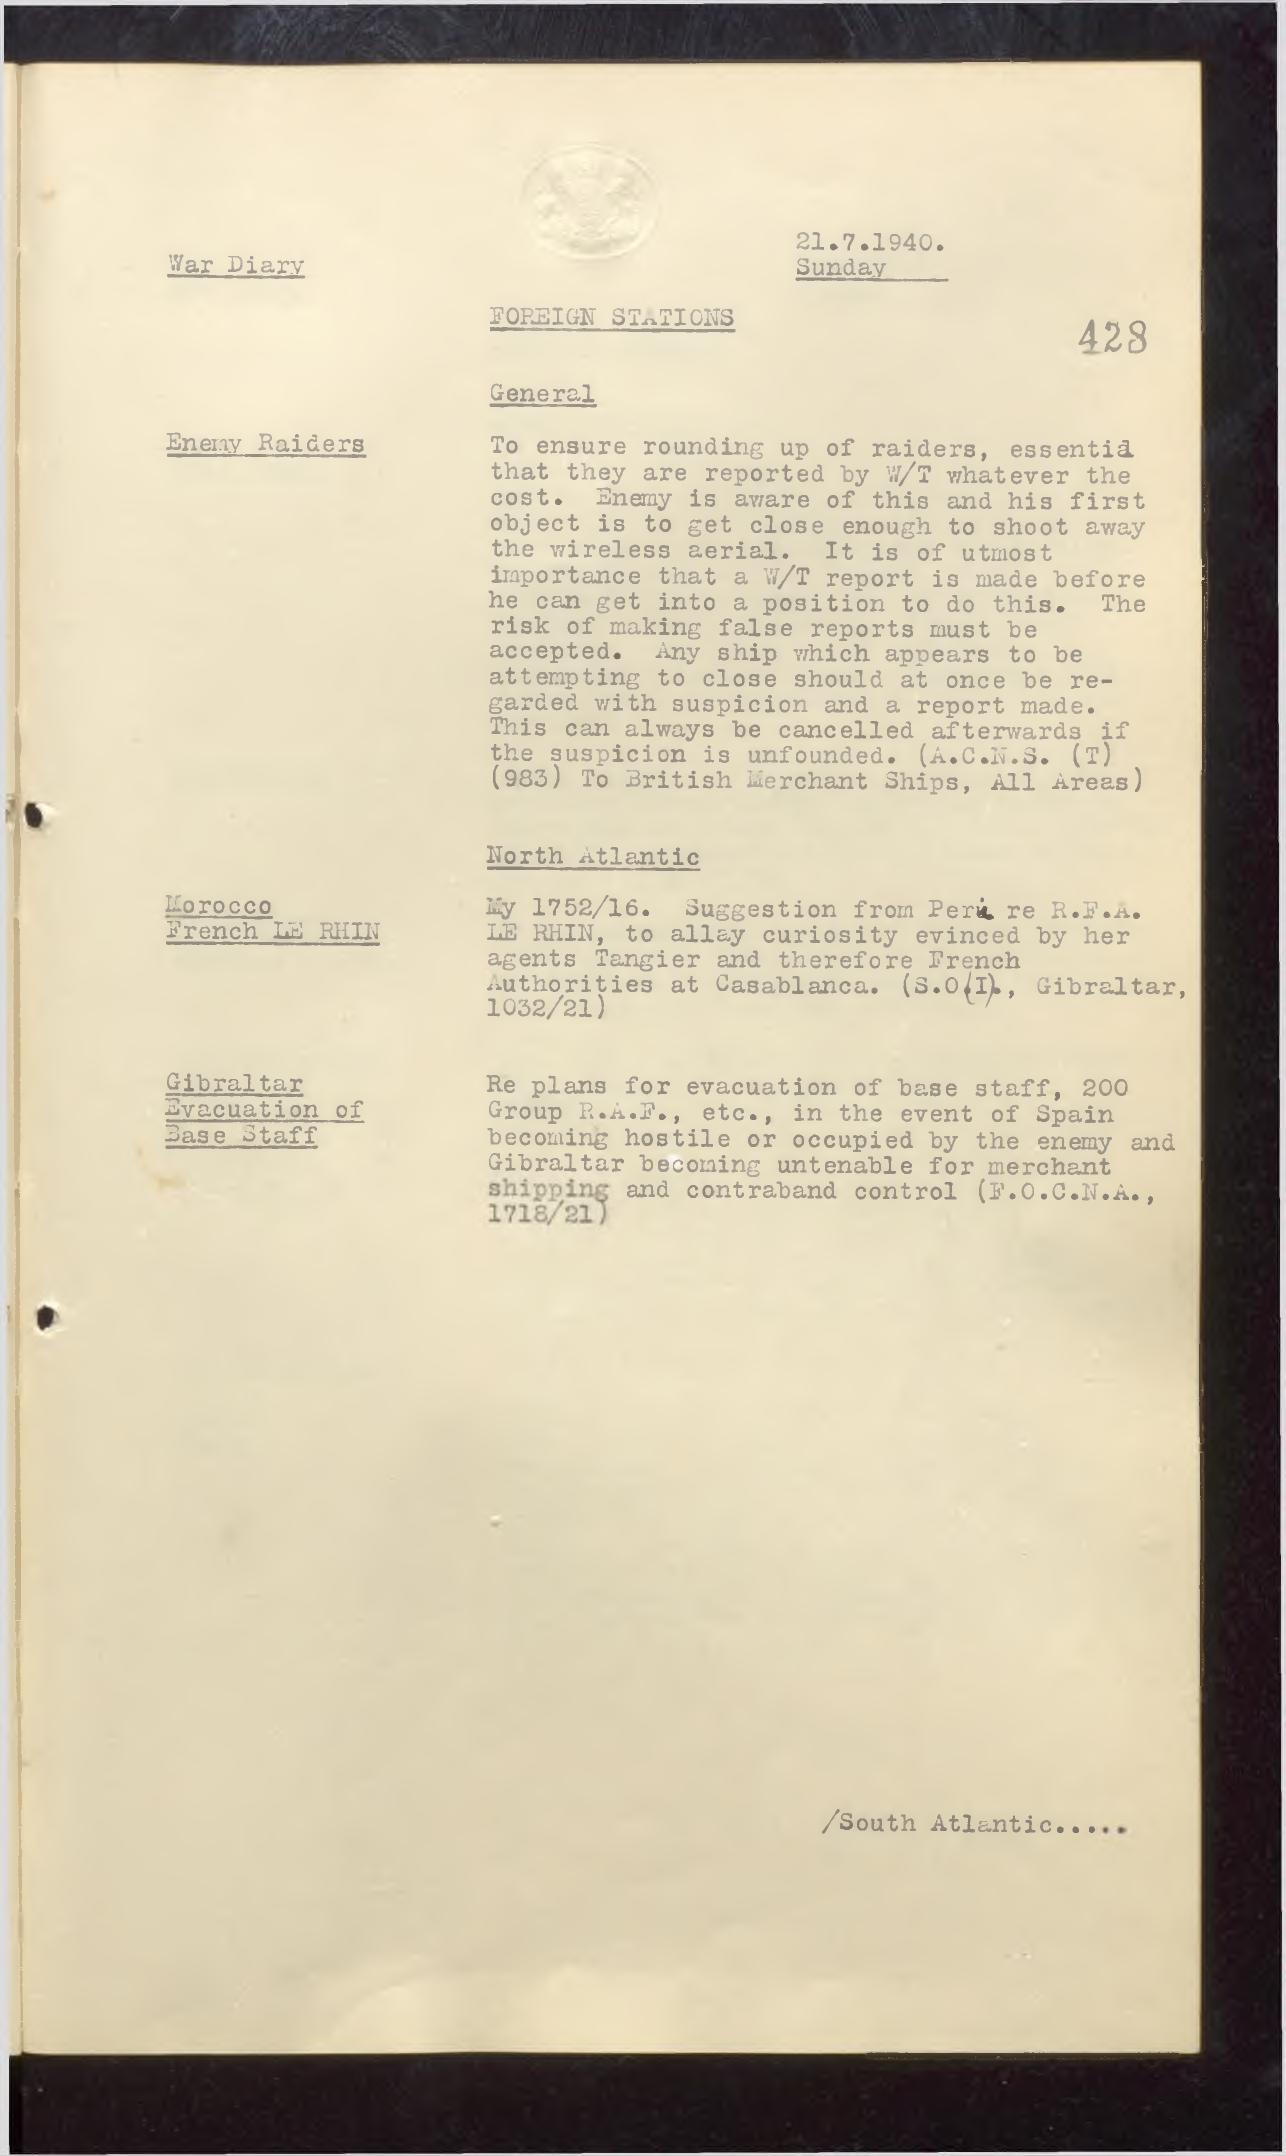 War Diary
21.7.1940.
Sunday
FOREIGN STATIONS
428
General
Enemy Raiders
To ensure rounding up of raiders, essential
that they are reported by W/T whatever the
cost. Enemy is aware of this and his first
object is to get close enough to shoot away
the wireless aerial. It is of utmost
importance that a W/T report is made before
he can get into a position to do this. The
risk of making false reports must be
accepted. Any ship which appears to be
attempting to close should at once be re-
garded with suspicion and a report made.
This can always be cancelled afterwards if
the suspicion is unfounded. (A.C.N.S. (T)
(983) To British Merchant Ships, All Areas)
North Atlantic
Morocco
French LE RHIN
My 1752/16. Suggestion from Peri re R.F.A.
LE RHIN, to allay curiosity evinced by her
agents Tangier and therefore French
Authorities at Casablanca. (S.O(I)., Gibraltar,
1032/21)
Gibraltar
Evacuation of
Base Staff
Re plans for evacuation of base staff, 200
Group R.A.F., etc., in the event of Spain
becoming hostile or occupied by the enemy and
Gibraltar becoming untenable for merchant
shipping and contraband control (F.O.C.N.A.,
1718/21)
/South Atlantic.....